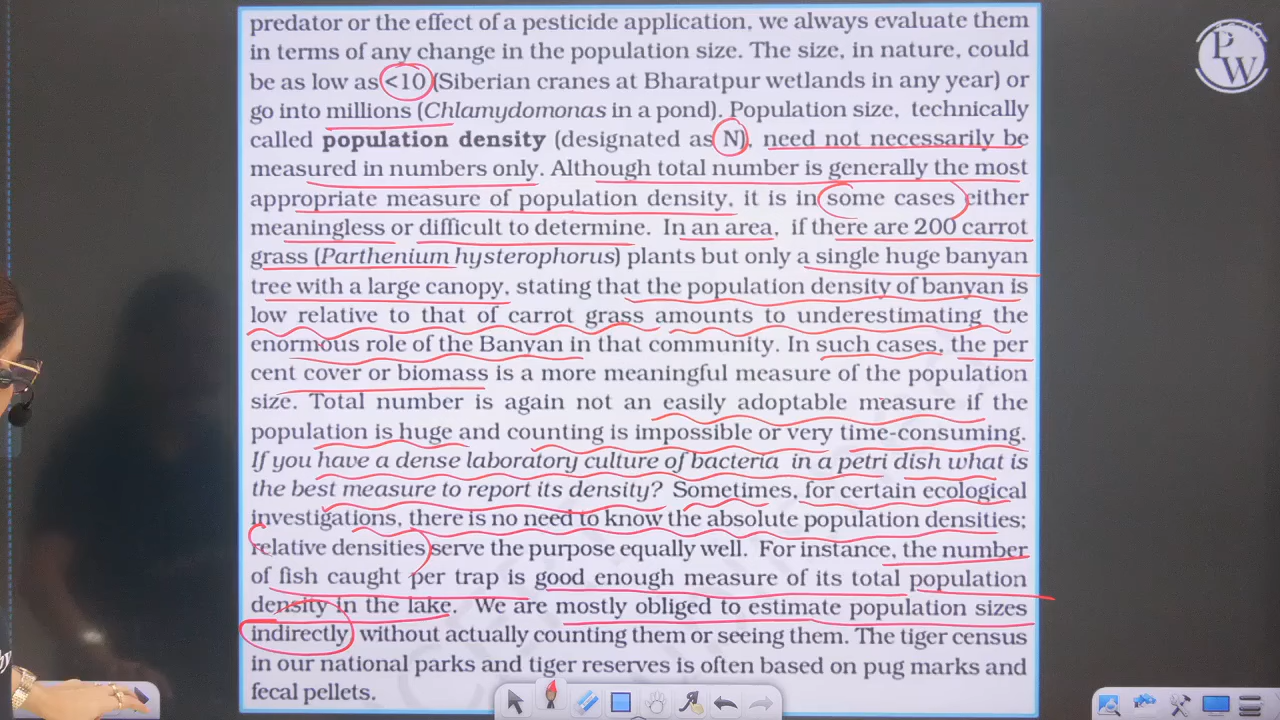 predator or the effect of a pesticide application, we always evaluate them
in terms of any change in the population size. The size, in nature, could
be as low as <10 (Siberian cranes at Bharatpur wetlands in any year) or
go into millions (Chlamydomonas in a pond). Population size, technically
called population density (designated as N), need not necessarily be
measured in numbers only. Although total number is generally the most
appropriate measure of population density, it is in some cases either
meaningless or difficult to determine. In an area, if there are 200 carrot
grass (Parthenium hysterophorus) plants but only a single huge banyan
tree with a large canopy, stating that the population density of banyan is
low relative to that of carrot grass amounts to underestimating the
enormous role of the Banyan in that community. In such cases, the per
cent cover or biomass is a more meaningful measure of the population
size. Total number is again not an easily adoptable measure if the
population is huge and counting is impossible or very time-consuming.
If you have a dense laboratory culture of bacteria in a petri dish what is
the best measure to report its density? Sometimes, for certain ecological
investigations, there is no need to know the absolute population densities;
relative densities serve the purpose equally well. For instance, the number
of fish caught per trap is good enough measure of its total population
density in the lake. We are mostly obliged to estimate population sizes
indirectly, without actually counting them or seeing them. The tiger census
in our national parks and tiger reserves is often based on pug marks and
fecal pellets.
PW